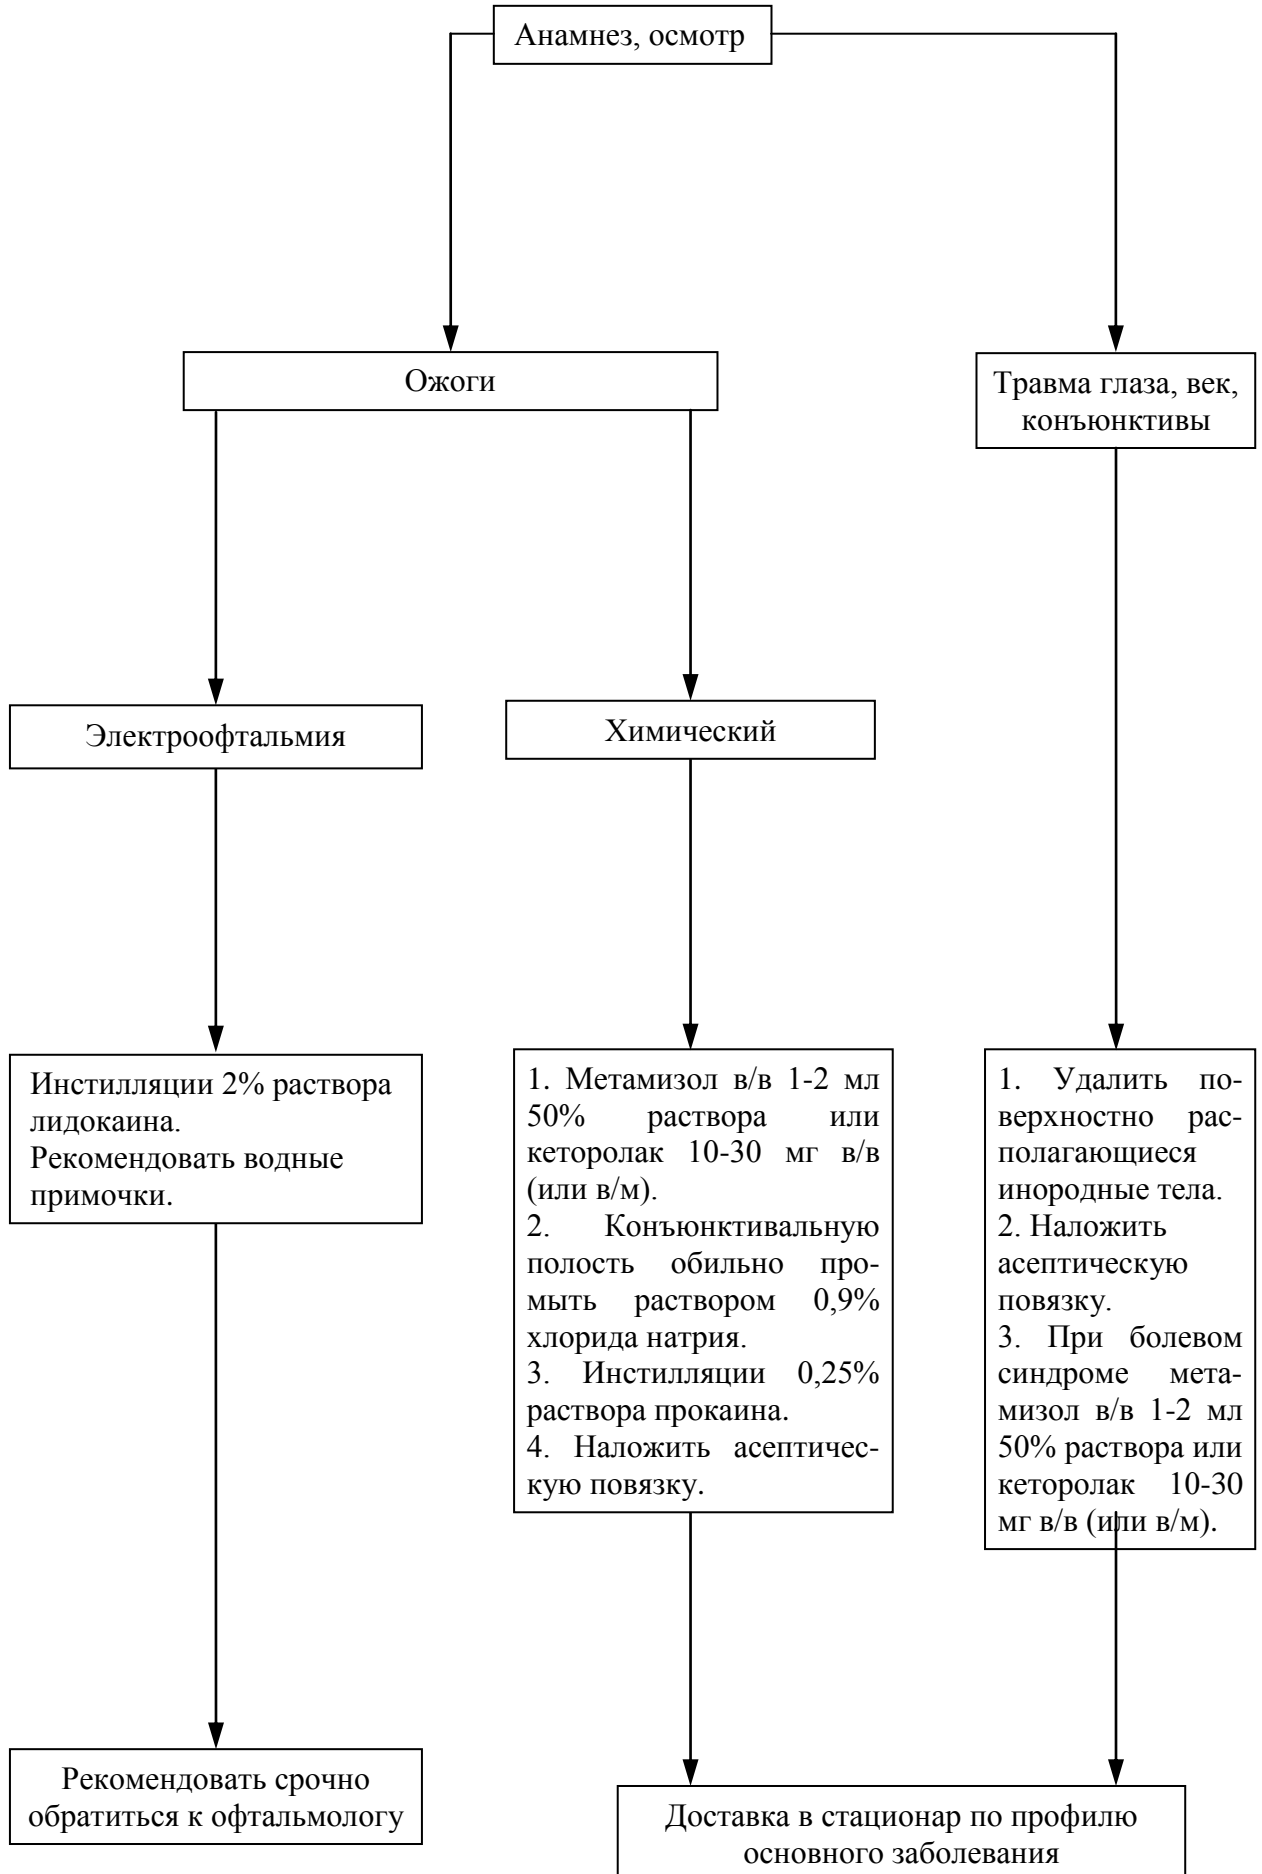 Анамнез, осмотр
Ожоги
Травма глаза, век,
конъюнктивы
Электроофтальмия
Химический
Инстилляции 2% раствора
лидокаина.
Рекомендовать водные
примочки.
1. Метамизол в/в 1-2 мл
50% раствора или
кеторолак 10-30 мг в/в
(или в/м).
2. Конъюнктивальную
полость обильно про-
мыть раствором 0,9%
хлорида натрия.
3. Инстилляции 0,25%
раствора прокаина.
4. Наложить асептичес-
кую повязку.
1. Удалить по-
верхностно рас-
полагающиеся
инородные тела.
2. Наложить
асептическую
повязку.
3. При болевом
синдроме мета-
мизол в/в 1-2 мл
50% раствора или
кеторолак 10-30
мг в/в (или в/м).
Рекомендовать срочно
обратиться к офтальмологу
Доставка в стационар по профилю
основного заболевания